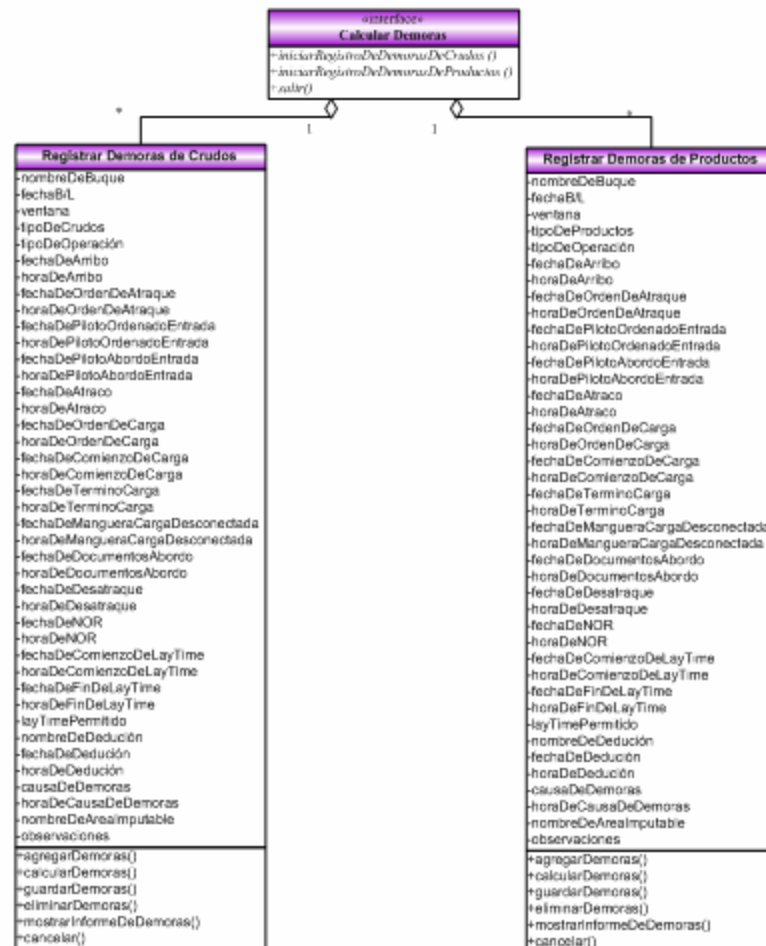 «interface»
Calcular Demoras
+iniciarRegistroDeDemorasDeCrudos ()
+iniciarRegistroDeDemorasDeProductos ()
+salir()
*
1
1
*
Registrar Demoras de Crudos
-nombreDeBuque
-fechaB/L
-ventana
-tipoDeCrudos
-tipoDeOperación
-fechaDeArribo
-horaDeArribo
-fechaDeOrdenDeAtraque
-horaDeOrdenDeAtraque
-fechaDePilotoOrdenadoEntrada
-horaDePilotoOrdenadoEntrada
-fechaDePilotoAbordoEntrada
-horaDePilotoAbordoEntrada
-fechaDeAtraco
-horaDeAtraco
-fechaDeOrdenDeCarga
-horaDeOrdenDeCarga
-fechaDeComienzoDeCarga
-horaDeComienzoDeCarga
-fechaDeTerminoCarga
-horaDeTerminoCarga
-fechaDeMangueraCargaDesconectada
-horaDeMangueraCargaDesconectada
-fechaDeDocumentosAbordo
-horaDeDocumentosAbordo
-fechaDeDesatraque
-horaDeDesatraque
-fechaDeNOR
-horaDeNOR
-fechaDeComienzoDeLayTime
-horaDeComienzoDeLayTime
-fechaDeFinDeLayTime
-horaDeFinDeLayTime
-layTimePermitido
-nombreDeDedución
-fechaDeDedución
-horaDeDedución
-causaDeDemoras
-horaDeCausaDeDemoras
-nombreDeAreaImputable
-observaciones
+agregarDemoras()
+calcularDemoras()
+guardarDemoras()
+eliminarDemoras()
+mostrarInformeDeDemoras()
+cancelar()
Registrar Demoras de Productos
-nombreDeBuque
-fechaB/L
-ventana
-tipoDeProductos
-tipoDeOperación
-fechaDeArribo
-horaDeArribo
-fechaDeOrdenDeAtraque
-horaDeOrdenDeAtraque
-fechaDePilotoOrdenadoEntrada
-horaDePilotoOrdenadoEntrada
-fechaDePilotoAbordoEntrada
-horaDePilotoAbordoEntrada
-fechaDeAtraco
-horaDeAtraco
-fechaDeOrdenDeCarga
-horaDeOrdenDeCarga
-fechaDeComienzoDeCarga
-horaDeComienzoDeCarga
-fechaDeTerminoCarga
-horaDeTerminoCarga
-fechaDeMangueraCargaDesconectada
-horaDeMangueraCargaDesconectada
-fechaDeDocumentosAbordo
-horaDeDocumentosAbordo
-fechaDeDesatraque
-horaDeDesatraque
-fechaDeNOR
-horaDeNOR
-fechaDeComienzoDeLayTime
-horaDeComienzoDeLayTime
-fechaDeFinDeLayTime
-horaDeFinDeLayTime
-layTimePermitido
-nombreDeDedución
-fechaDeDedución
-horaDeDedución
-causaDeDemoras
-horaDeCausaDeDemoras
-nombreDeAreaImputable
-observaciones
+agregarDemoras()
+calcularDemoras()
+guardarDemoras()
+eliminarDemoras()
+mostrarInformeDeDemoras()
+cancelar()